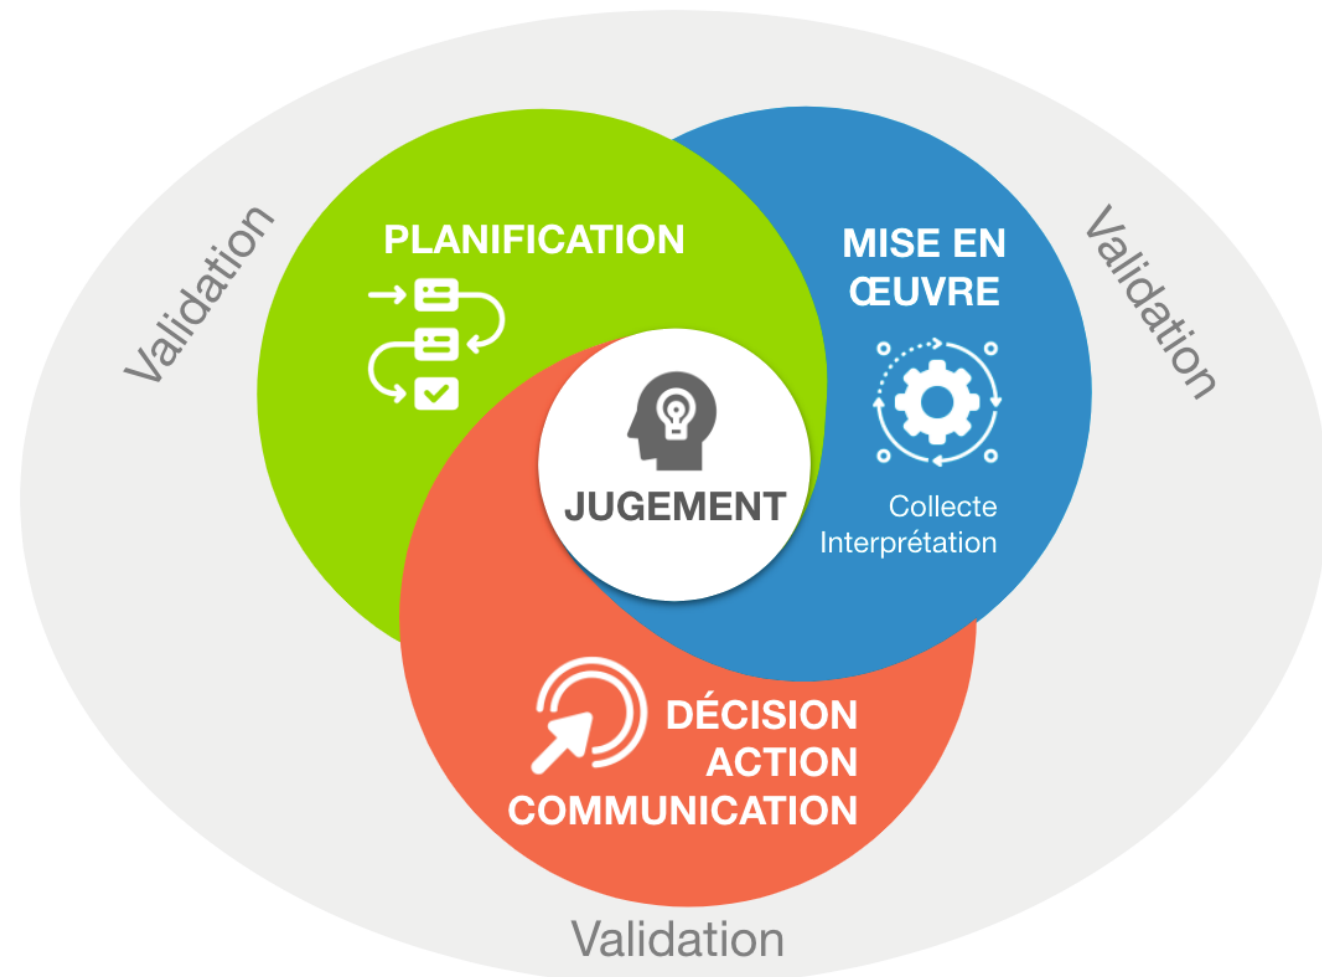 Validation
PLANIFICATION
MISE EN
ŒUVRE
Validation
JUGEMENT
Collecte
Interprétation
DÉCISION
ACTION
COMMUNICATION
Validation